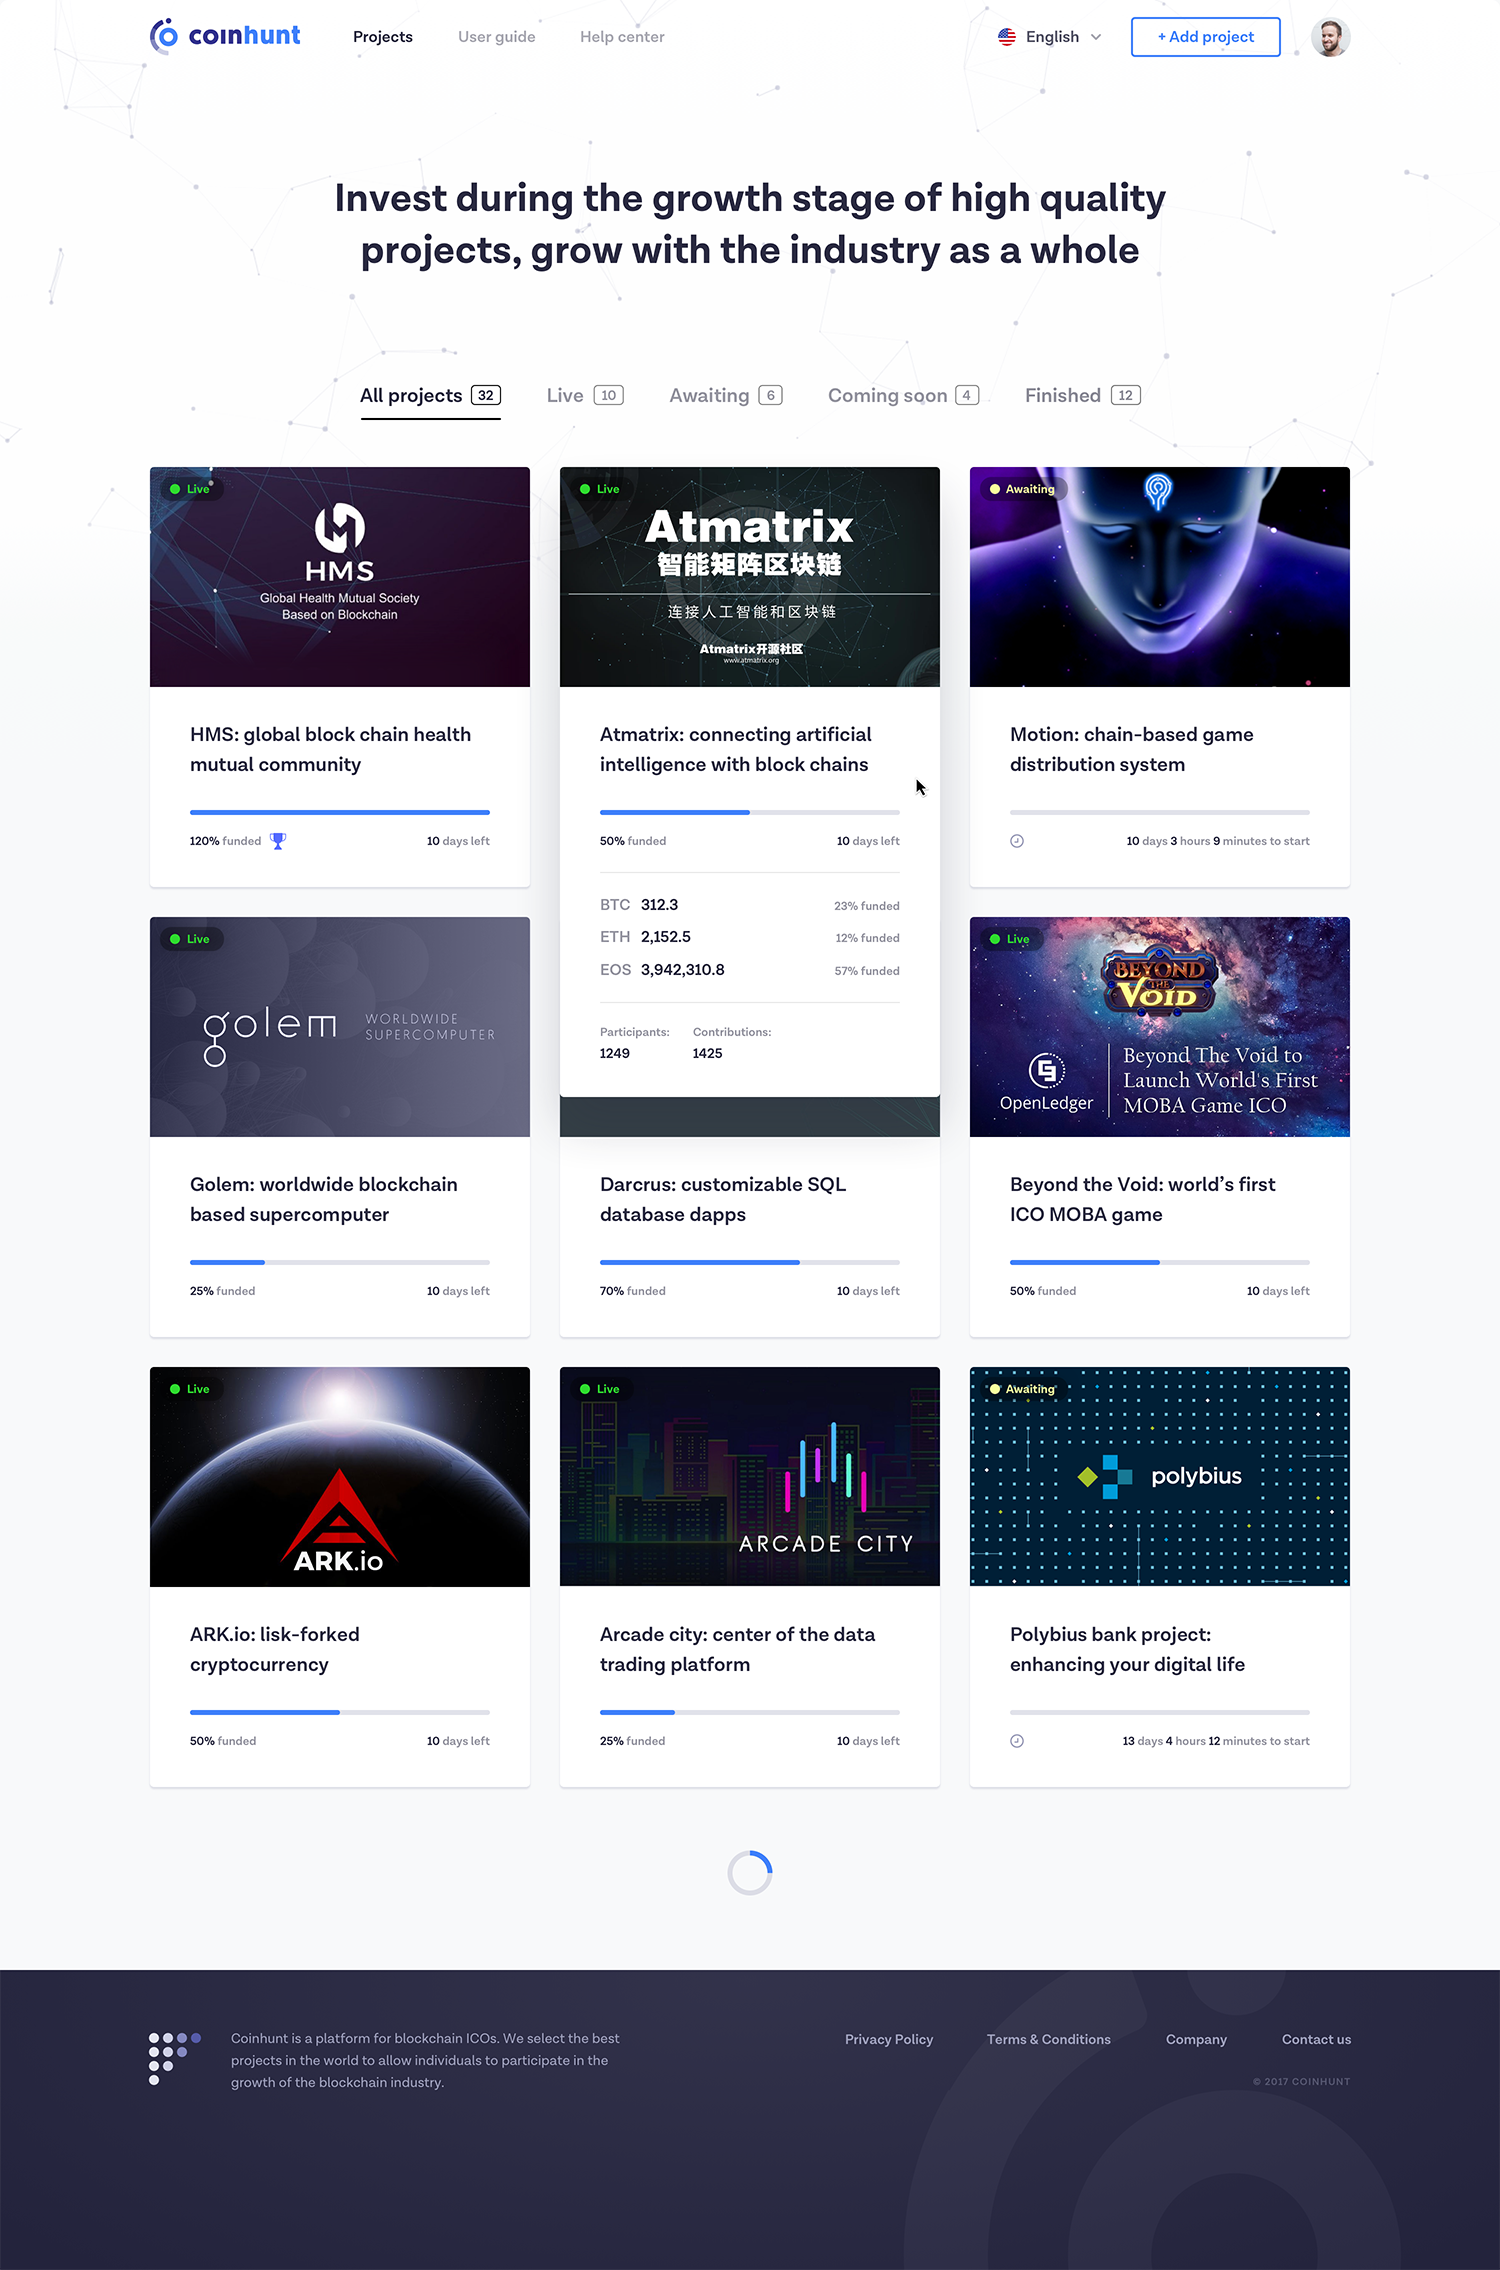 coinhunt
Projects
User guide
Help center
English
+ Add project
Invest during the growth stage of high quality
projects, grow with the industry as a whole
All projects 32
Live 10
Awaiting 6
Coming soon 4
Finished 12
Live
HMS
Global Health Mutual Society
Based on Blockchain
HMS: global block chain health
mutual community
120% funded
10 days left
Live
Atmatrix
智能矩阵区块链
连接人工智能和区块链
Atmatrix开源社区
www.atmatrix.org
Atmatrix: connecting artificial
intelligence with block chains
50% funded
10 days left
BTC 312.3
23% funded
ETH 2,152.5
12% funded
EOS 3,942,310.8
57% funded
Participants:
Contributions:
1249
1425
Awaiting
Motion: chain-based game
distribution system
10 days 3 hours 9 minutes to start
Live
golem
WORLDWIDE
SUPERCOMPUTER
Golem: worldwide blockchain
based supercomputer
25% funded
10 days left
Darcrus: customizable SQL
database dapps
70% funded
10 days left
Live
BEYOND
THE
VOID
OpenLedger
Beyond The Void to
Launch World's First
MOBA Game ICO
Beyond the Void: world’s first
ICO MOBA game
50% funded
10 days left
Live
ARK.io
ARK.io: lisk-forked
cryptocurrency
50% funded
10 days left
Live
ARCADE CITY
Arcade city: center of the data
trading platform
25% funded
10 days left
Awaiting
polybius
Polybius bank project:
enhancing your digital life
13 days 4 hours 12 minutes to start
Coinhunt is a platform for blockchain ICOs. We select the best
projects in the world to allow individuals to participate in the
growth of the blockchain industry.
Privacy Policy
Terms & Conditions
Company
Contact us
© 2017 COINHUNT